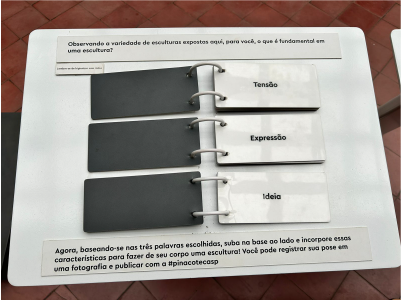 Observando a variedade de esculturas expostas aqui, para você, o que é fundamental em
uma escultura?
Tensão
Expressão
Ideia
Agora, baseando-se nas três palavras escolhidas, suba na base ao lado e incorpore essas
características para fazer de seu corpo uma escultura! Você pode registrar sua pose em
uma fotografia e publicar com a #pinacotecasp